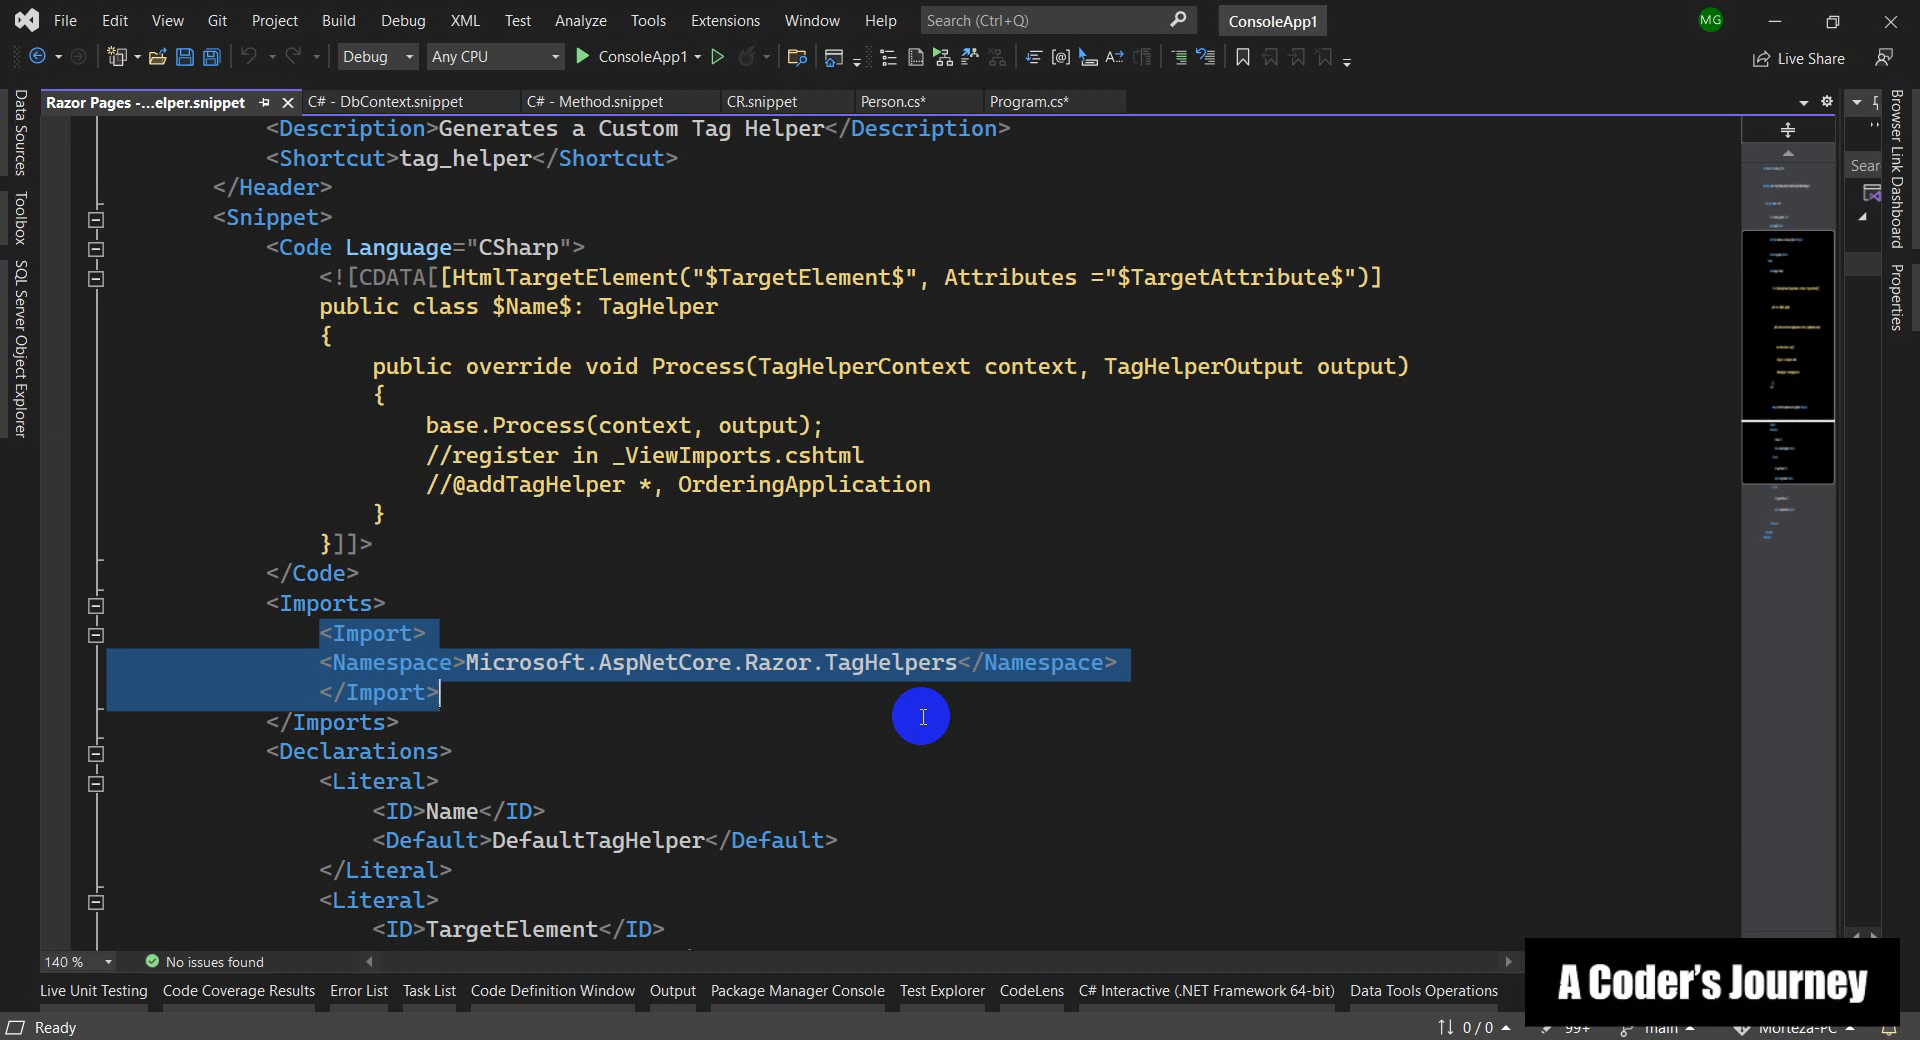 File Edit View Git Project Build Debug XML Test Analyze Tools Extensions Window Help Search (Ctrl+Q) ConsoleApp1 MG
Debug Any CPU ConsoleApp1 Live Share
Razor Pages -...elper.snippet C# - DbContext.snippet C# - Method.snippet CR.snippet Person.cs* Program.cs*
Data Sources
Toolbox
SQL Server Object Explorer
<Description>Generates a Custom Tag Helper</Description>
<Shortcut>tag_helper</Shortcut>
</Header>
<Snippet>
<Code Language="CSharp">
<![CDATA[[HtmlTargetElement("$TargetElement$", Attributes ="$TargetAttribute$")]
public class $Name$: TagHelper
{
public override void Process(TagHelperContext context, TagHelperOutput output)
{
base.Process(context, output);
//register in _ViewImports.cshtml
//@addTagHelper *, OrderingApplication
}
}]]>
</Code>
<Imports>
<Import>
<Namespace>Microsoft.AspNetCore.Razor.TagHelpers</Namespace>
</Import>
</Imports>
<Declarations>
<Literal>
<ID>Name</ID>
<Default>DefaultTagHelper</Default>
</Literal>
<Literal>
<ID>TargetElement</ID>
Sear
Browser Link Dashboard
Properties
140 % No issues found
Live Unit Testing Code Coverage Results Error List Task List Code Definition Window Output Package Manager Console Test Explorer CodeLens C# Interactive (.NET Framework 64-bit) Data Tools Operations
A Coder's Journey
Ready 0 / 0 99+ main Morteza-PC